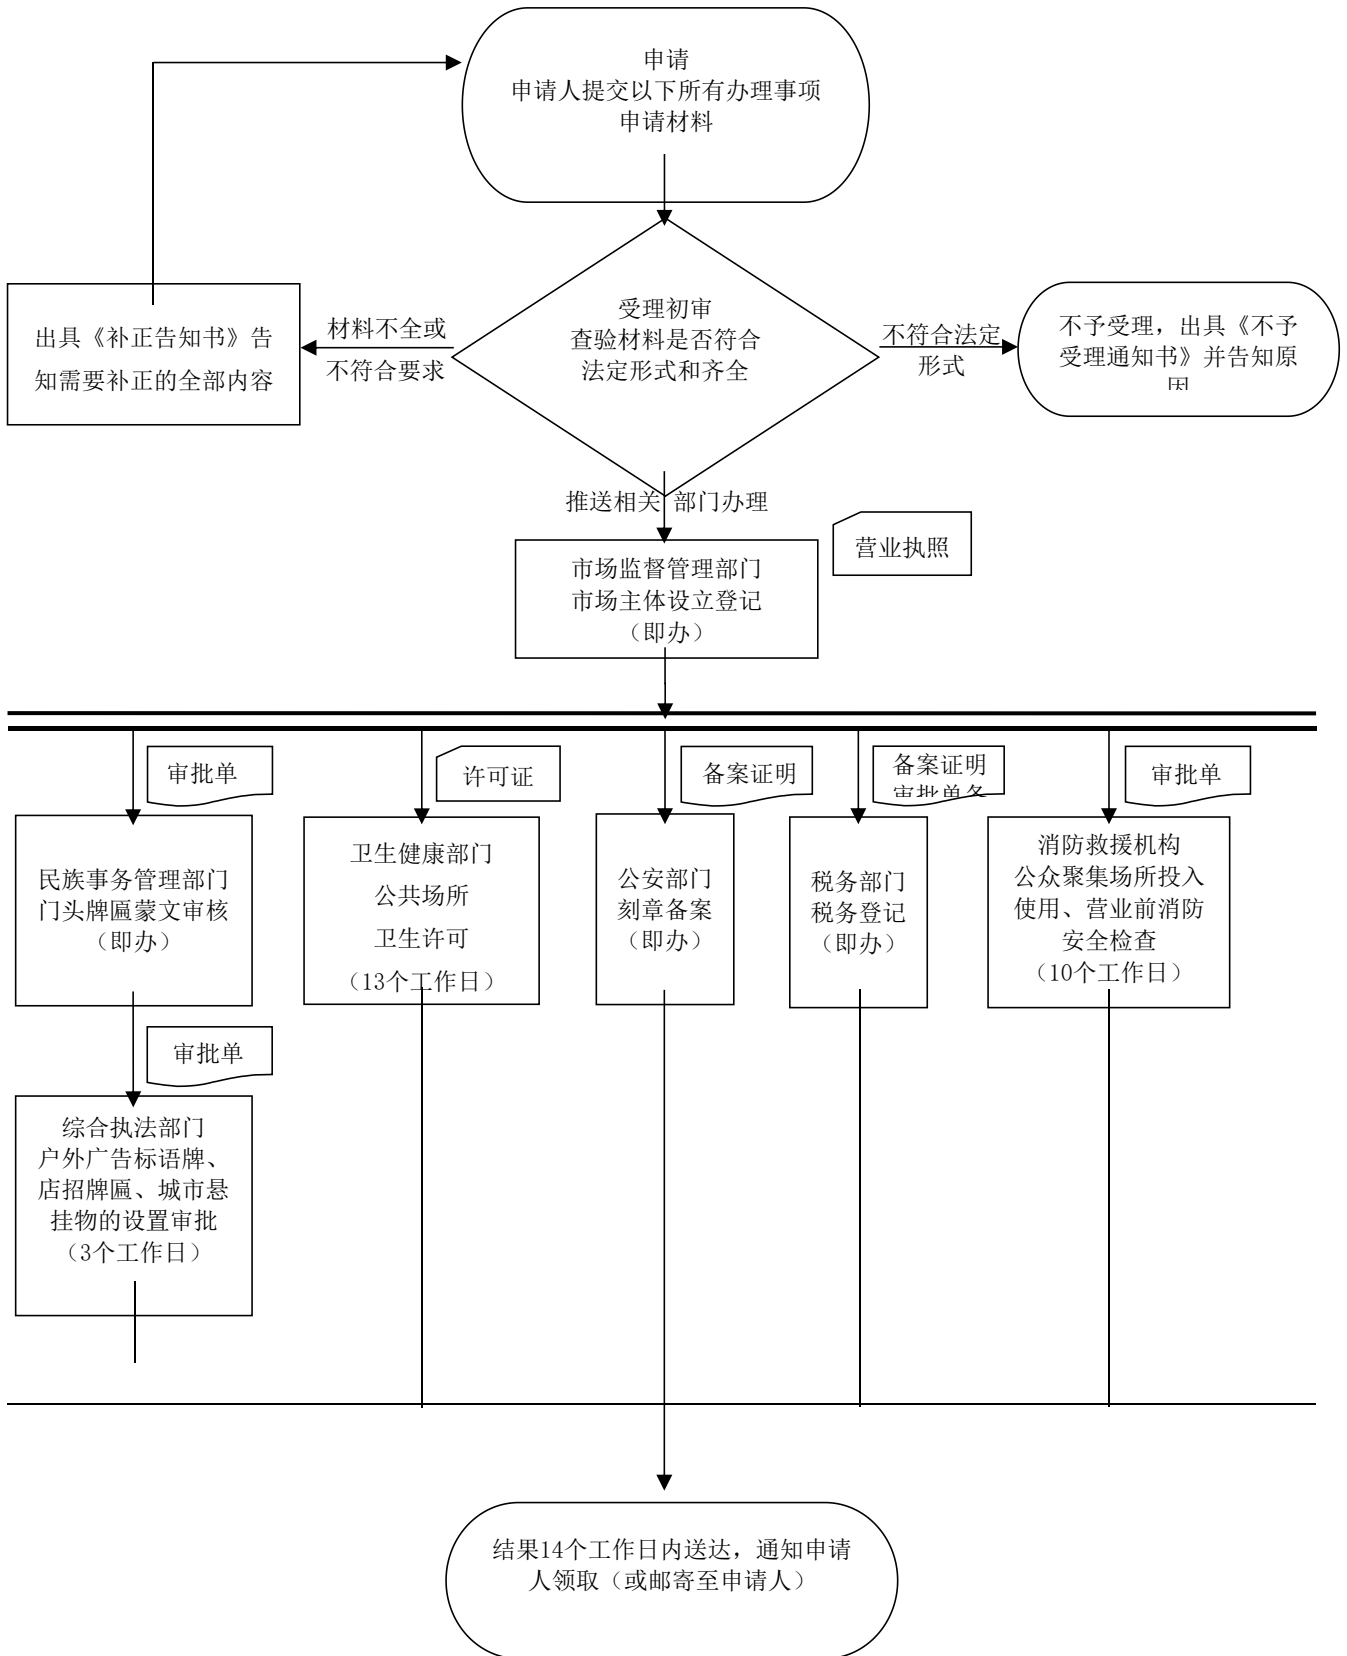 申请
申请人提交以下所有办理事项
申请材料
受理初审
查验材料是否符合
法定形式和齐全
材料不全或
不符合要求
出具《补正告知书》告
知需要补正的全部内容
不符合法定
形式
不予受理，出具《不予
受理通知书》并告知原
因
推送相关 部门办理
营业执照
市场监督管理部门
市场主体设立登记
（即办）
审批单
许可证
备案证明
备案证明
审批单
民族事务管理部门
门头牌匾蒙文审核
（即办）
卫生健康部门
公共场所
卫生许可
（13个工作日）
公安部门
刻章备案
（即办）
税务部门
税务登记
（即办）
消防救援机构
公众聚集场所投入
使用、营业前消防
安全检查
（10个工作日）
审批单
综合执法部门
户外广告标语牌、
店招牌匾、城市悬
挂物的设置审批
（3个工作日）
结果14个工作日内送达，通知申请
人领取（或邮寄至申请人）